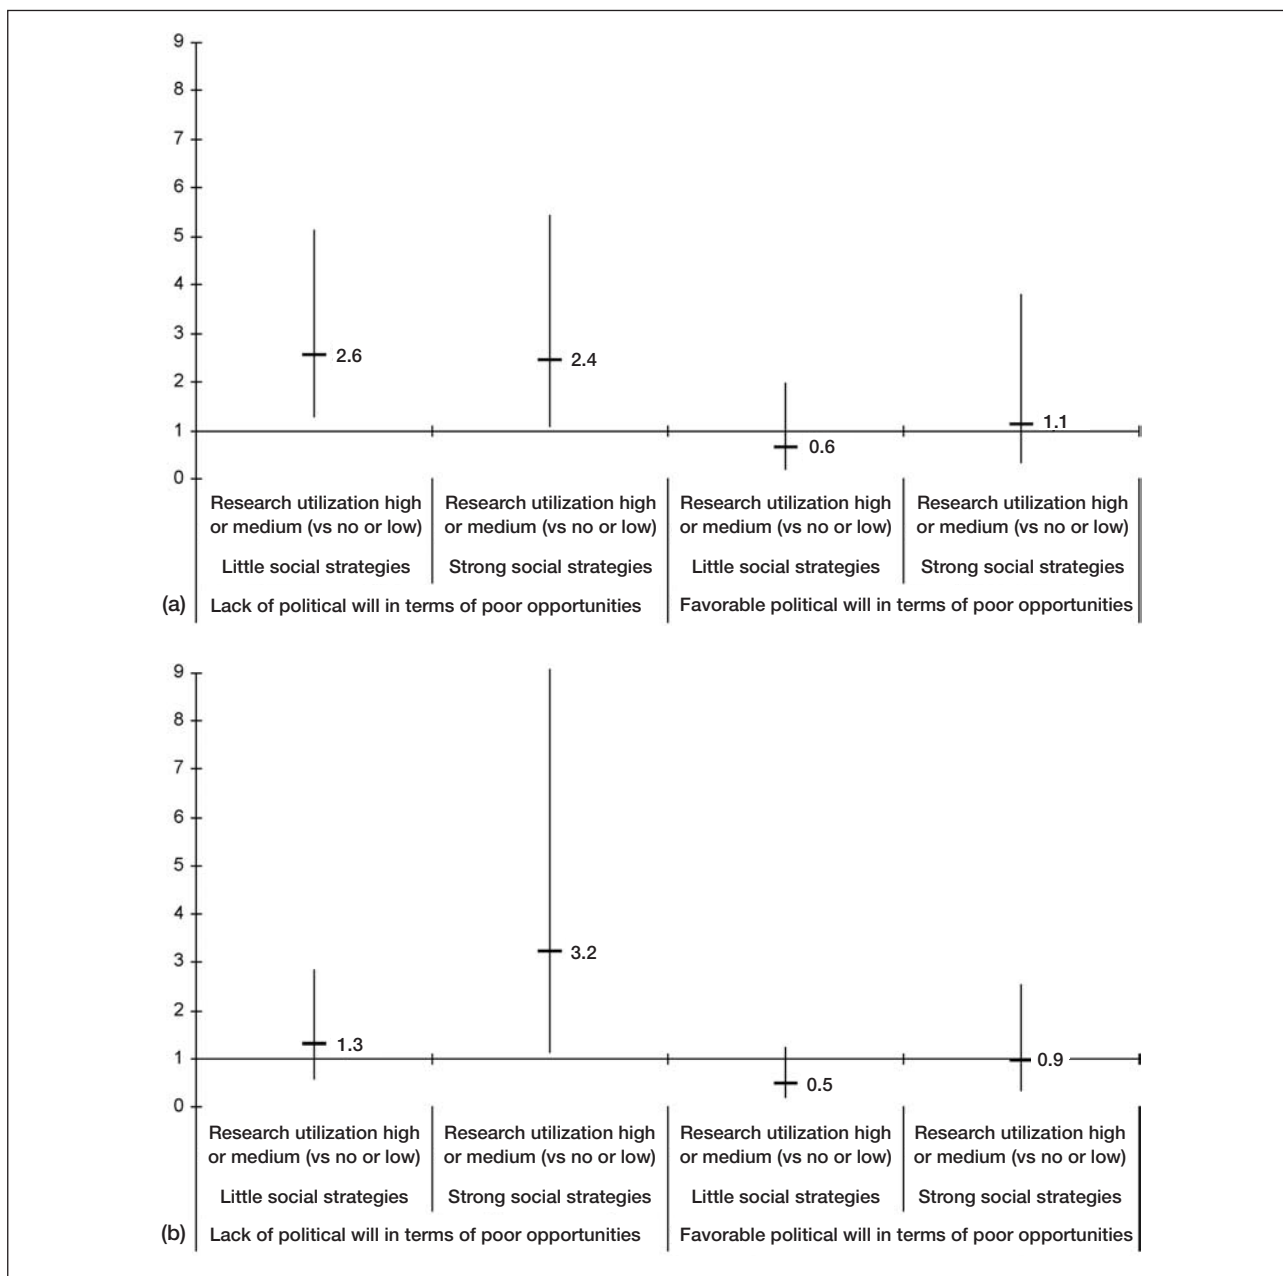 9
8
7
6
5
4
3
2
1
0
2.6
2.4
0.6
1.1
Research utilization high
or medium (vs no or low)
Little social strategies
Research utilization high
or medium (vs no or low)
Strong social strategies
Research utilization high
or medium (vs no or low)
Little social strategies
Research utilization high
or medium (vs no or low)
Strong social strategies
(a)
Lack of political will in terms of poor opportunities
Favorable political will in terms of poor opportunities
9
8
7
6
5
4
3
2
1
0
1.3
3.2
0.5
0.9
Research utilization high
or medium (vs no or low)
Little social strategies
Research utilization high
or medium (vs no or low)
Strong social strategies
Research utilization high
or medium (vs no or low)
Little social strategies
Research utilization high
or medium (vs no or low)
Strong social strategies
(b)
Lack of political will in terms of poor opportunities
Favorable political will in terms of poor opportunities